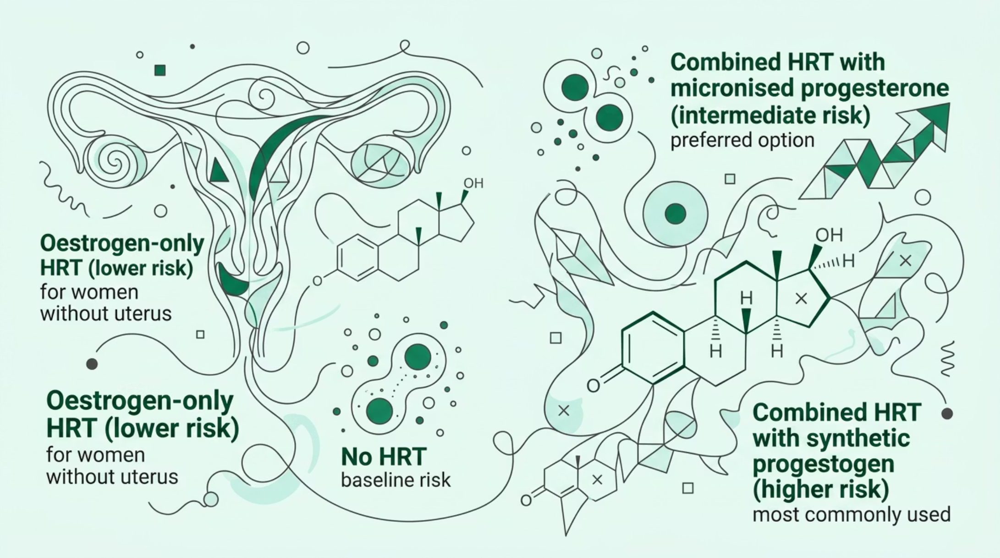 Combined HRT with
micronised progesterone
(intermediate risk)
preferred option
OH
Oestrogen-only
HRT (lower risk)
for women
without uterus
O
OH
H
H
H
H
O
Oestrogen-only
HRT (lower risk)
for women
without uterus
No HRT
baseline risk
Combined HRT
with synthetic
progestogen
(higher risk)
most commonly used
O